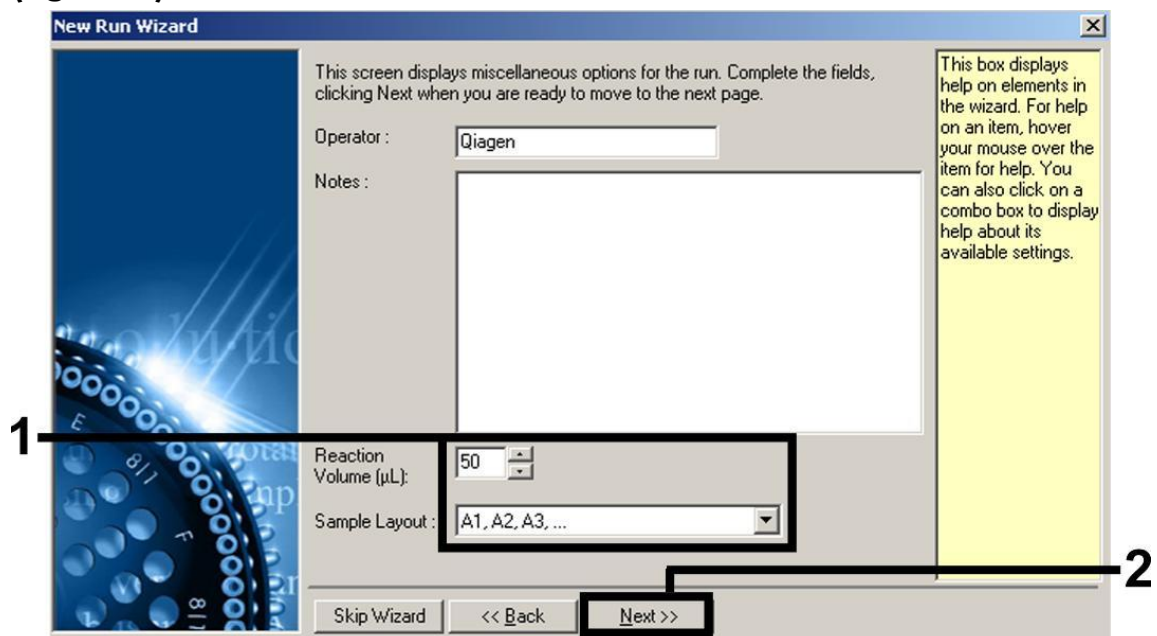 New Run Wizard
This screen displays miscellaneous options for the run. Complete the fields,
clicking Next when you are ready to move to the next page.
This box displays
help on elements in
the wizard. For help
on an item, hover
your mouse over the
item for help. You
can also click on a
combo box to display
help about its
available settings.
Operator :
Qiagen
Notes :
1
Reaction
Volume (µL):
50
Sample Layout :
A1, A2, A3, ...
2
Skip Wizard
<< Back
Next >>
E
8/1
F
8/1